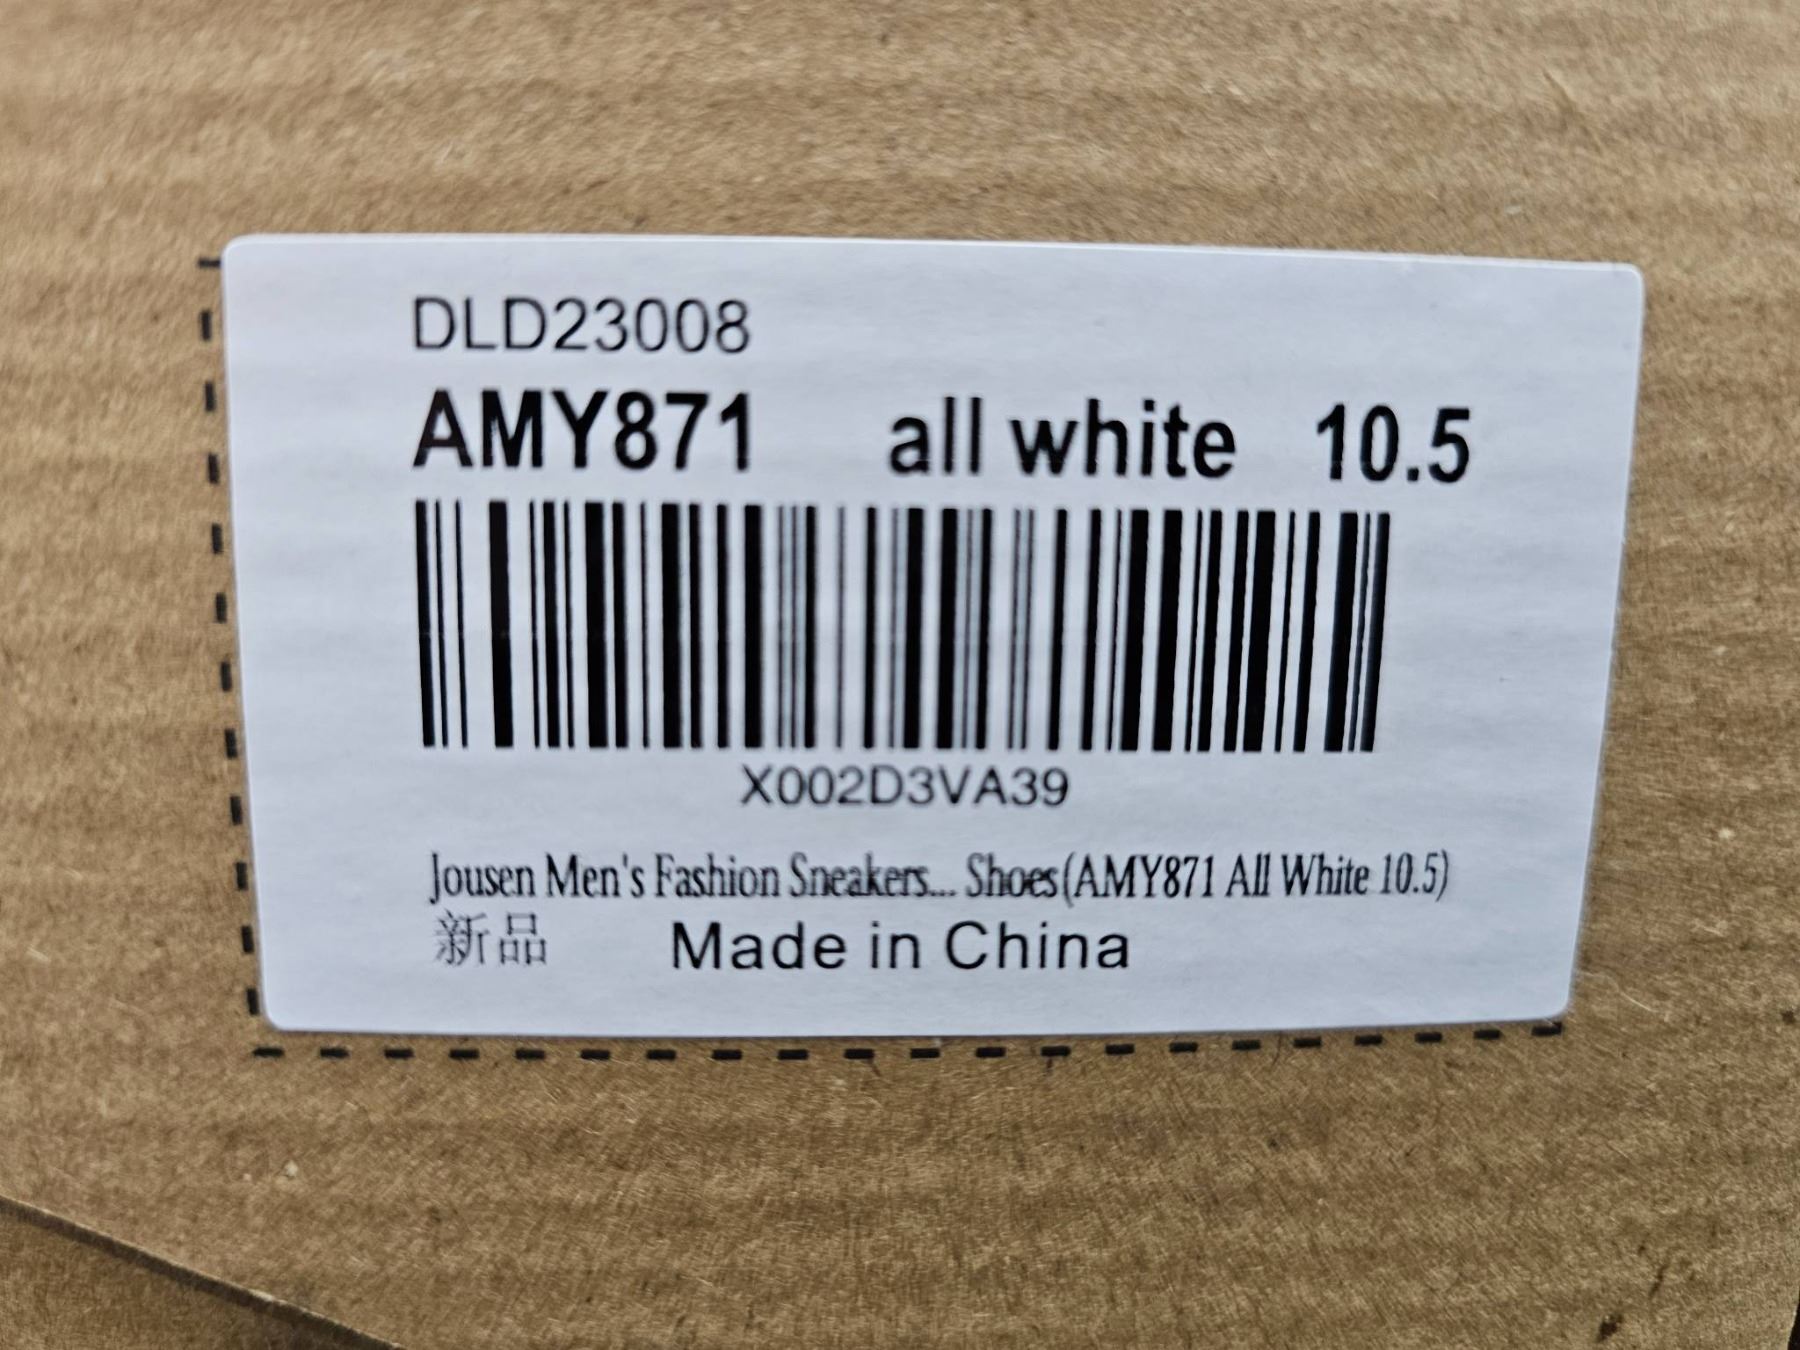 DLD23008
AMY871 all white 10.5
X002D3VA39
Jousen Men's Fashion Sneakers... Shoes(AMY871 All White 10.5)
新品 Made in China